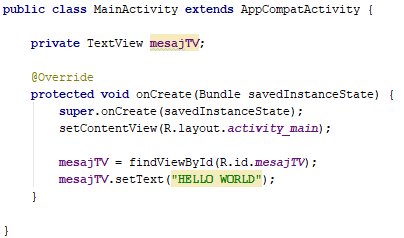 public class MainActivity extends AppCompatActivity {
private TextView mesajTV;
@Override
protected void onCreate(Bundle savedInstanceState) {
super.onCreate(savedInstanceState);
setContentView(R.layout.activity_main);
mesajTV = findViewById(R.id.mesajTV);
mesajTV.setText("HELLO WORLD");
}
}